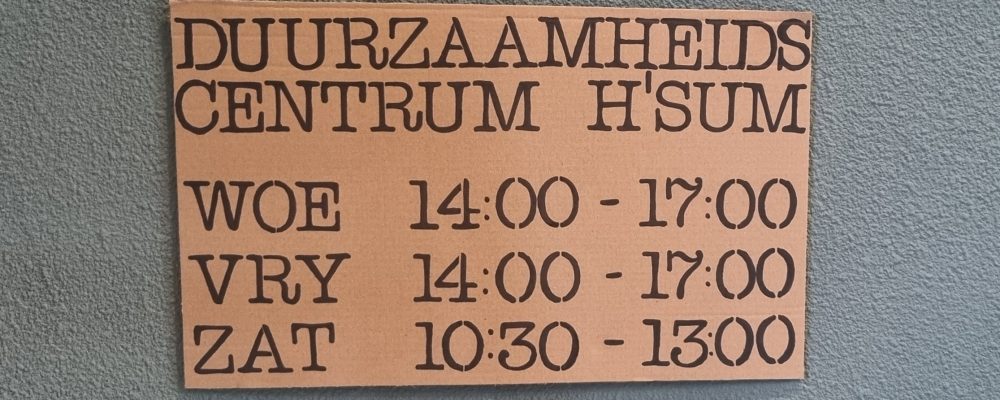 DUURZAAMHEIDS
CENTRUM H'SUM
WOE 14:00 - 17:00
VRY 14:00 - 17:00
ZAT 10:30 - 13:00